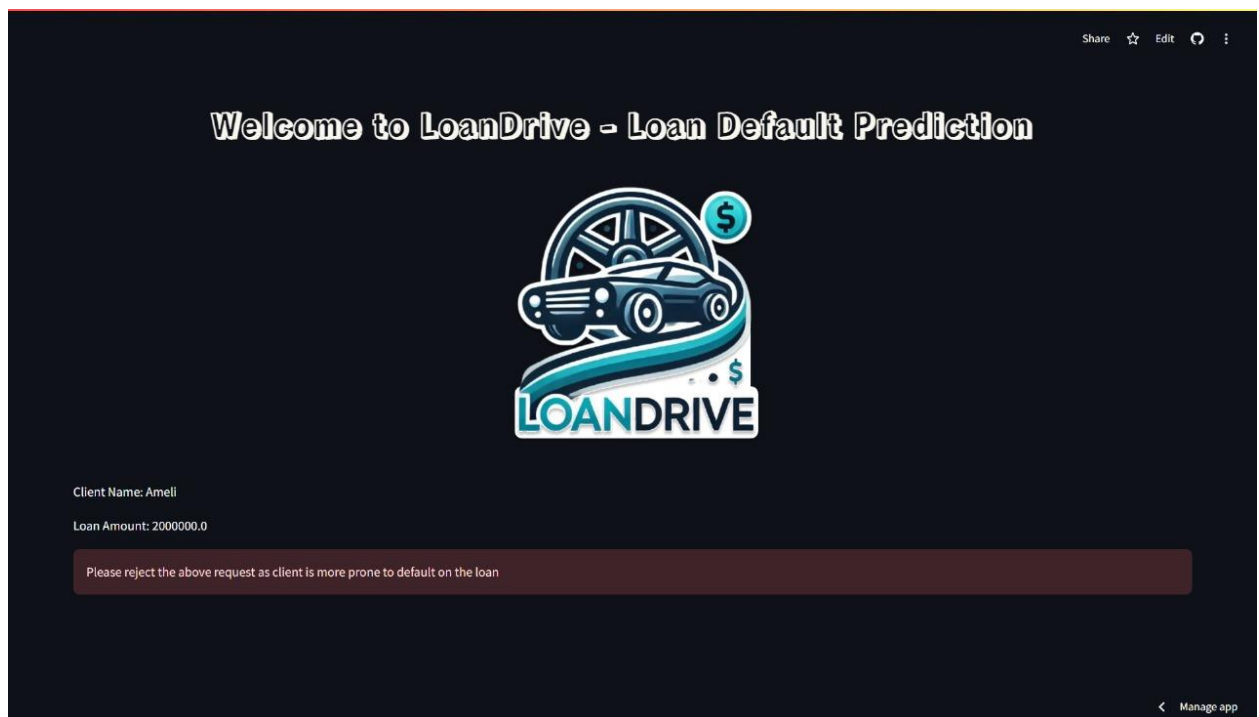 Share Edit
Welcome to LoanDrive - Loan Default Prediction
$
$
LOANDRIVE
Client Name: Ameli
Loan Amount: 2000000.0
Please reject the above request as client is more prone to default on the loan
Manage app